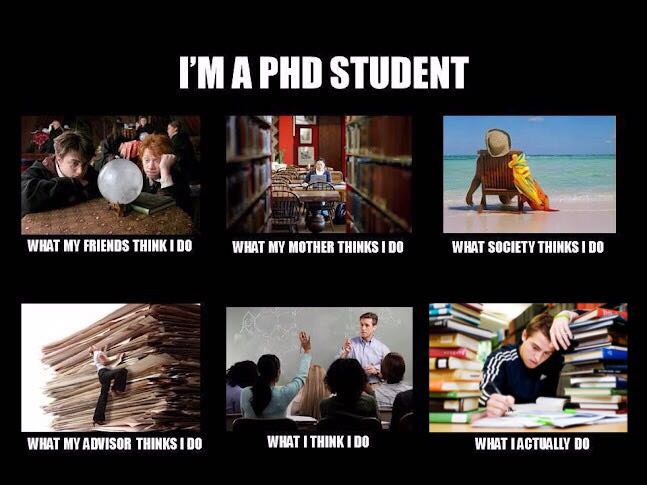 I'M A PHD STUDENT
WHAT MY FRIENDS THINK I DO
WHAT MY MOTHER THINKS I DO
WHAT SOCIETY THINKS I DO
WHAT MY ADVISOR THINKS I DO
WHAT I THINK I DO
WHAT I ACTUALLY DO